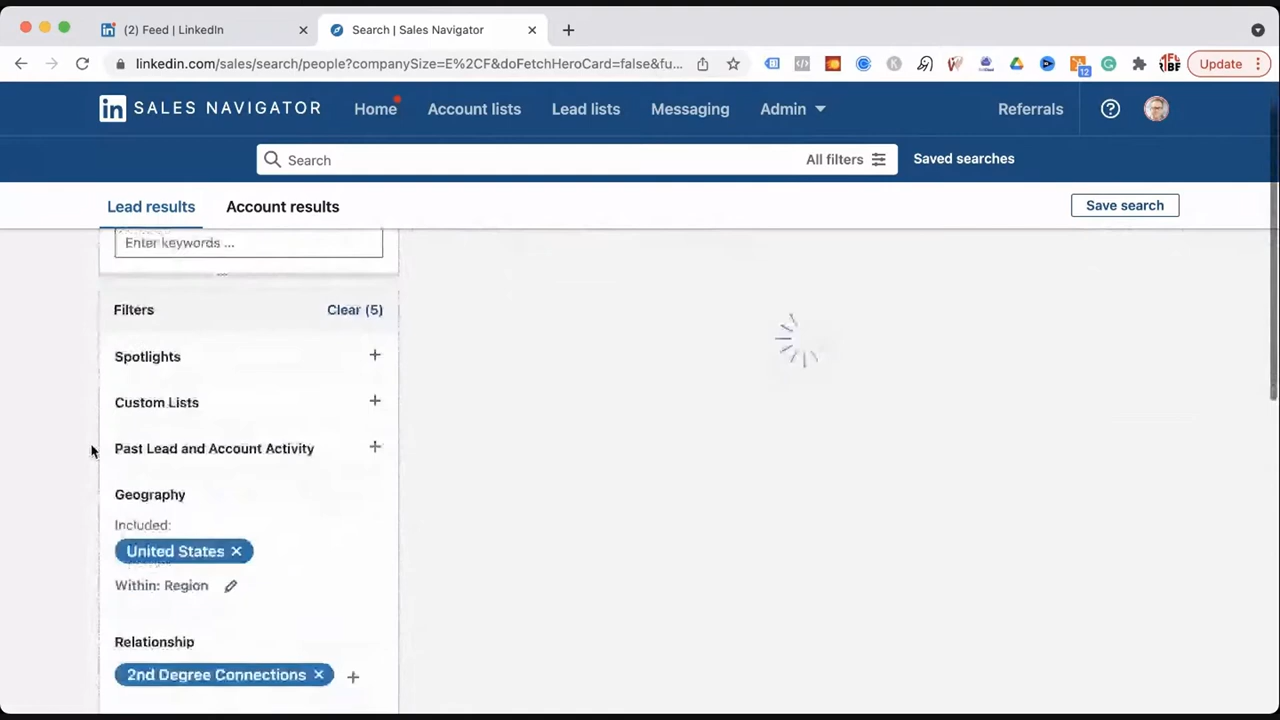 (2) Feed | LinkedIn
Search | Sales Navigator
linkedin.com/sales/search/people?companySize=E%2CF&doFetchHeroCard=false&fu...
12
Update
in SALES NAVIGATOR
Home
Account lists
Lead lists
Messaging
Admin
Referrals
Search
All filters
Saved searches
Lead results
Account results
Save search
Enter keywords ...
Filters
Clear (5)
Spotlights
Custom Lists
Past Lead and Account Activity
Geography
Included:
United States
Within: Region
Relationship
2nd Degree Connections